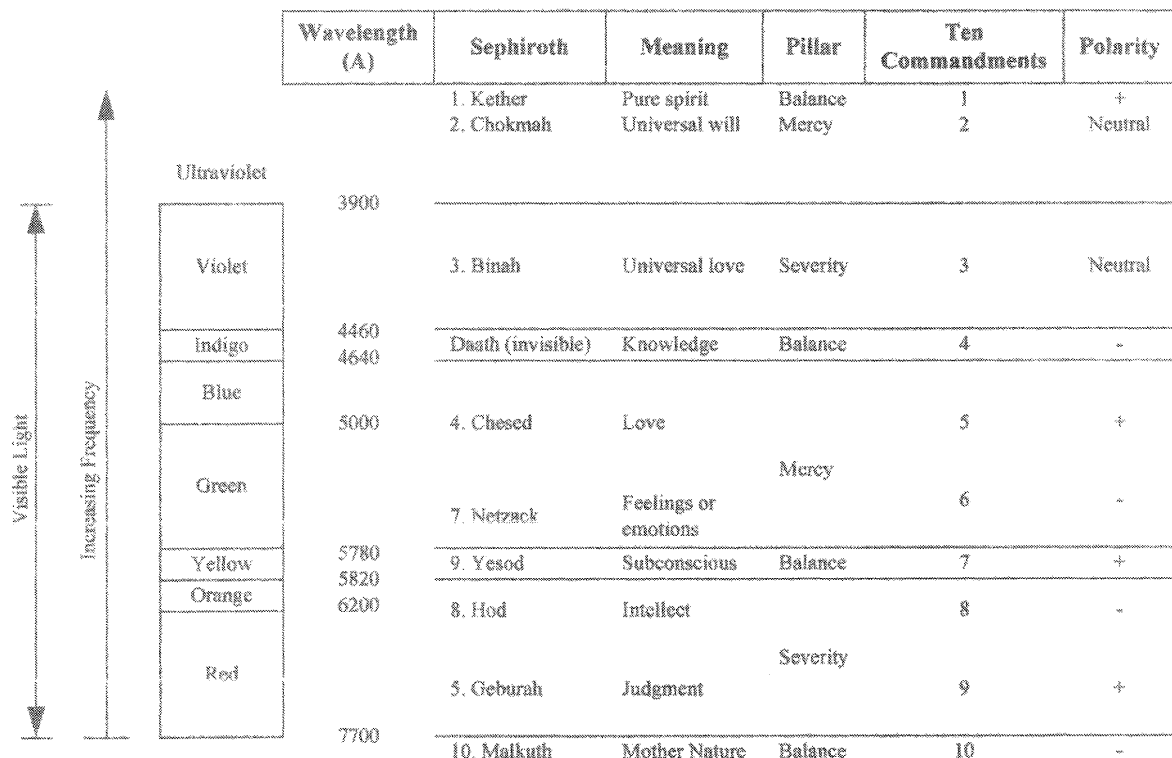 Wavelength (A) Sephiroth Meaning Pillar Ten Commandments Polarity
1. Kether Pure spirit Balance 1 +
2. Chokmah Universal will Mercy 2 Neutral
Ultraviolet
3900
Violet 3. Binah Universal love Severity 3 Neutral
4460
Indigo Daath (invisible) Knowledge Balance 4 -
4640
Blue
5000 4. Chesed Love 5 +
Mercy
Green
7. Netzack Feelings or emotions 6 -
5780
Yellow 9. Yesod Subconscious Balance 7 +
5820
Orange
6200 8. Hod Intellect 8 -
Severity
Red
5. Geburah Judgment 9 +
7700
10. Malkuth Mother Nature Balance 10 -
Visible Light
Increasing Frequency